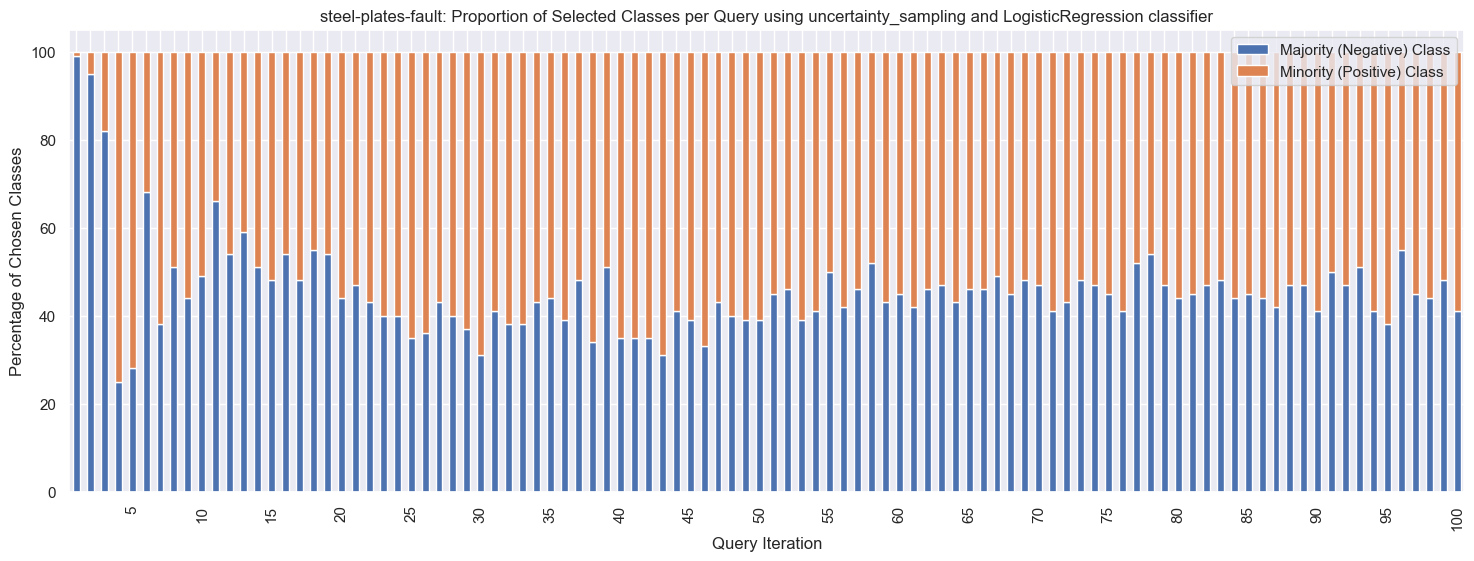 steel-plates-fault: Proportion of Selected Classes per Query using uncertainty_sampling and LogisticRegression classifier
Majority (Negative) Class
Minority (Positive) Class
Percentage of Chosen Classes
100
80
60
40
20
0
5 10 15 20 25 30 35 40 45 50 55 60 65 70 75 80 85 90 95 100
Query Iteration